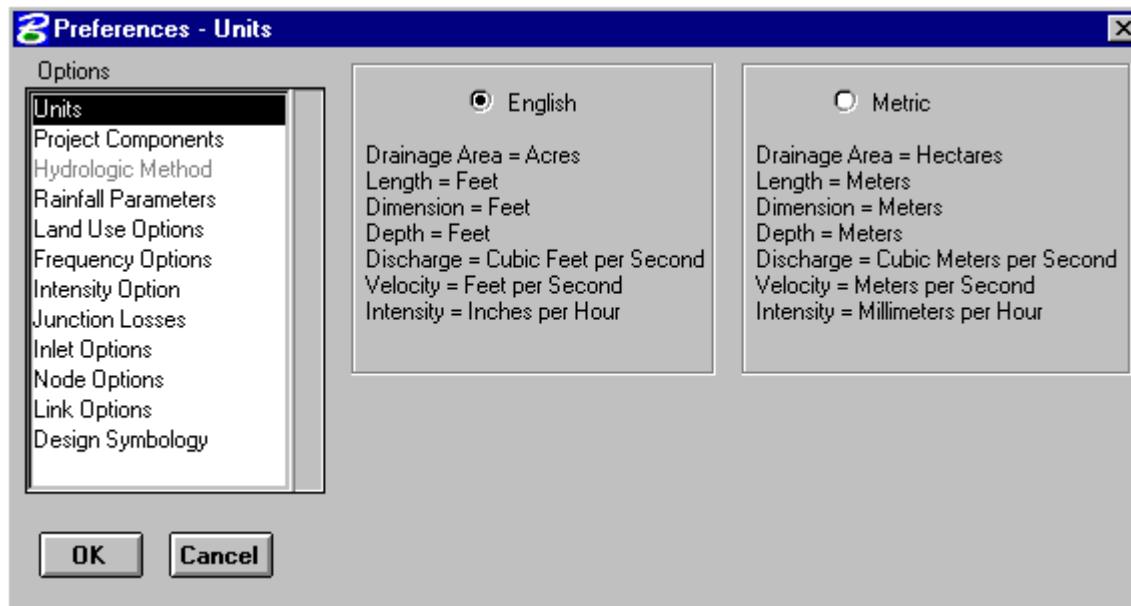 Preferences - Units
Options
Units
Project Components
Hydrologic Method
Rainfall Parameters
Land Use Options
Frequency Options
Intensity Option
Junction Losses
Inlet Options
Node Options
Link Options
Design Symbology
English
Drainage Area = Acres
Length = Feet
Dimension = Feet
Depth = Feet
Discharge = Cubic Feet per Second
Velocity = Feet per Second
Intensity = Inches per Hour
Metric
Drainage Area = Hectares
Length = Meters
Dimension = Meters
Depth = Meters
Discharge = Cubic Meters per Second
Velocity = Meters per Second
Intensity = Millimeters per Hour
OK
Cancel